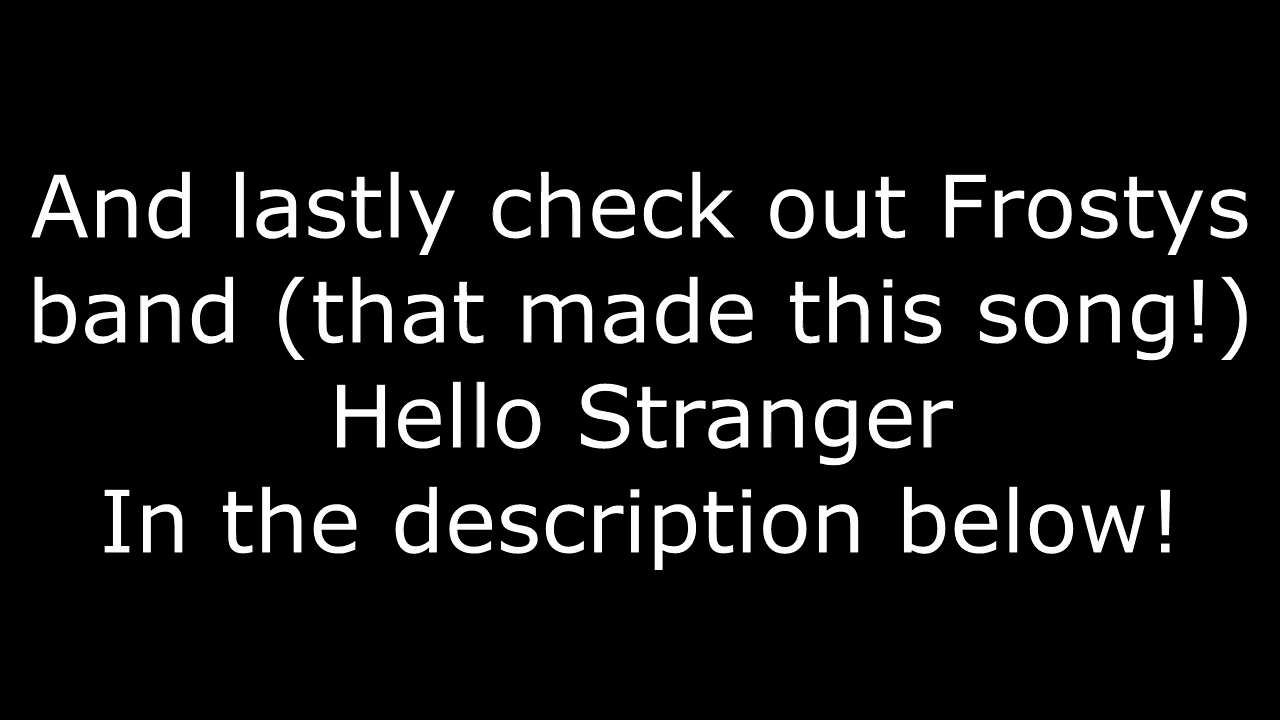 And lastly check out Frostys
band (that made this song!)
Hello Stranger
In the description below!